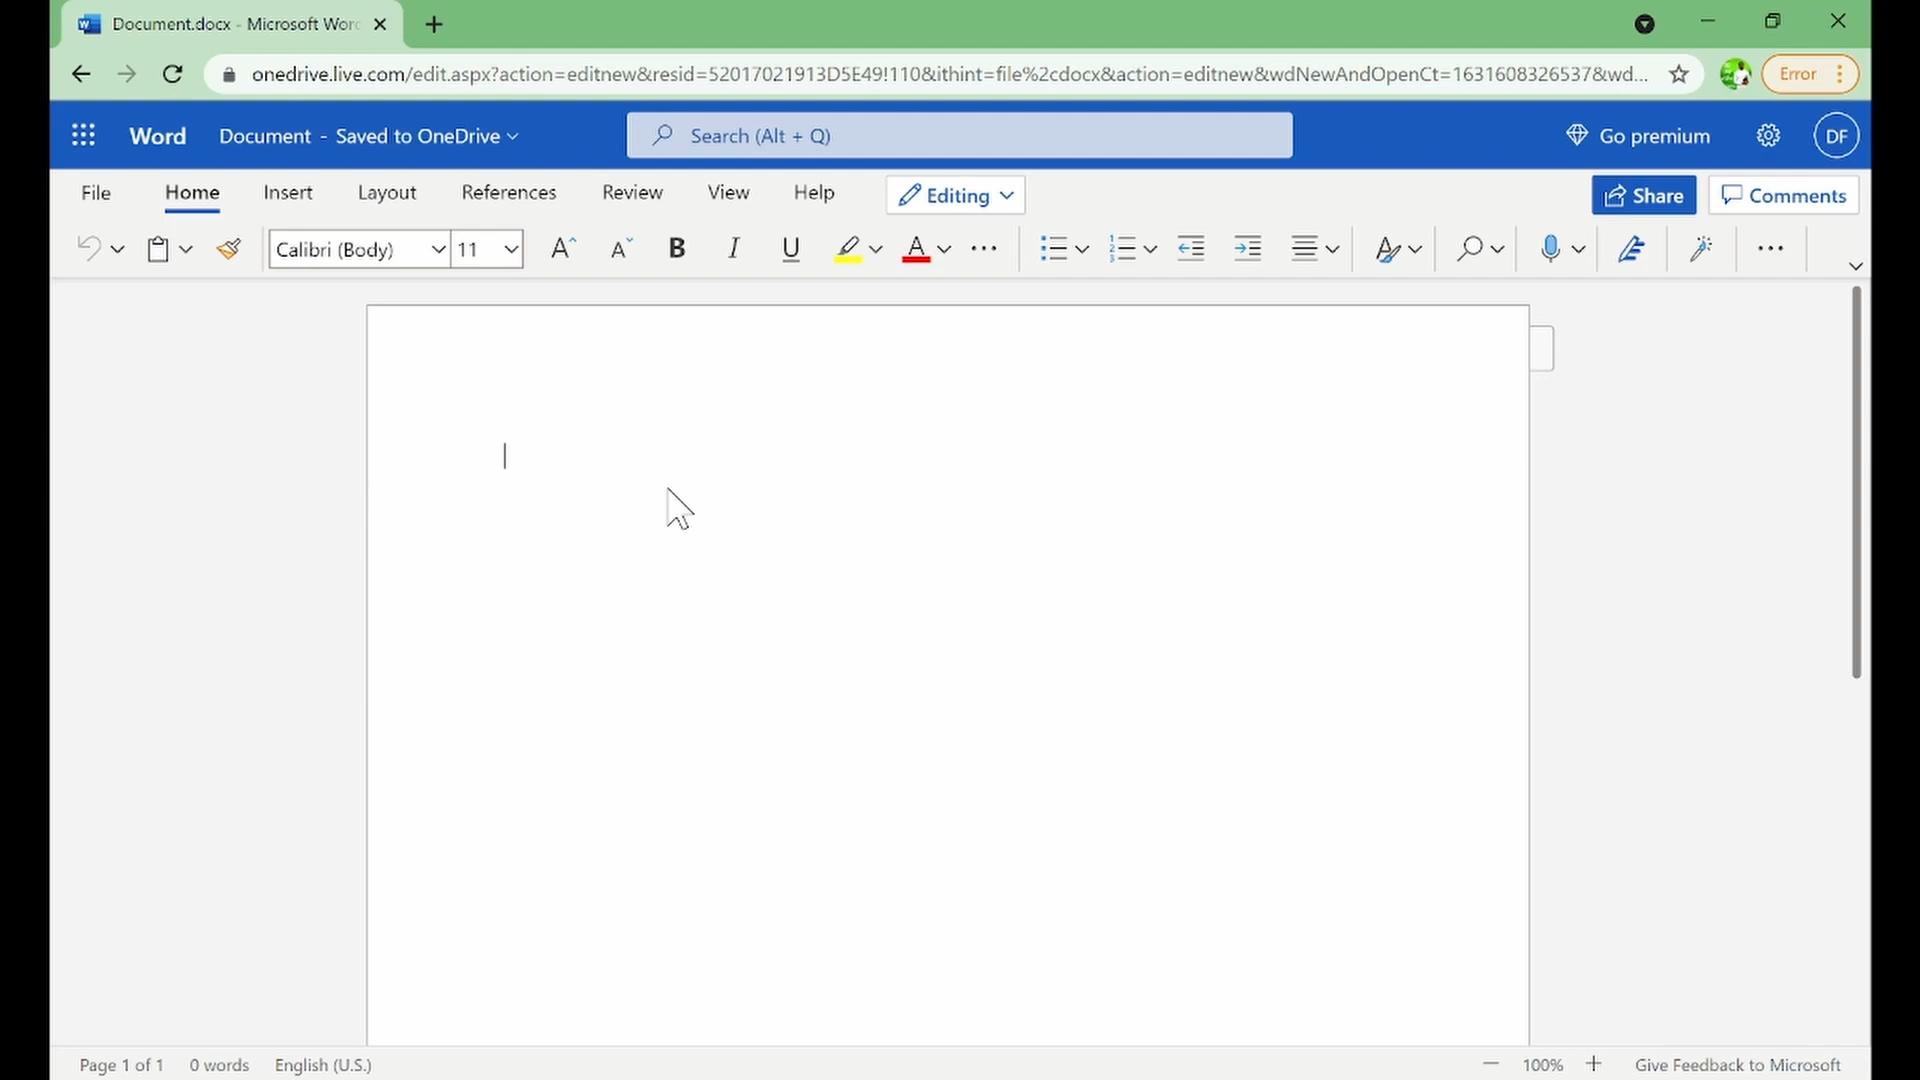 Document.docx - Microsoft Word
onedrive.live.com/edit.aspx?action=editnew&resid=52017021913D5E49!110&ithint=file%2cdocx&action=editnew&wdNewAndOpenCt=1631608326537&wd...
Error
Word
Document - Saved to OneDrive
Search (Alt + Q)
Go premium
DF
File Home Insert Layout References Review View Help Editing Share Comments
Calibri (Body) 11
Page 1 of 1 0 words English (U.S.) 100% Give Feedback to Microsoft